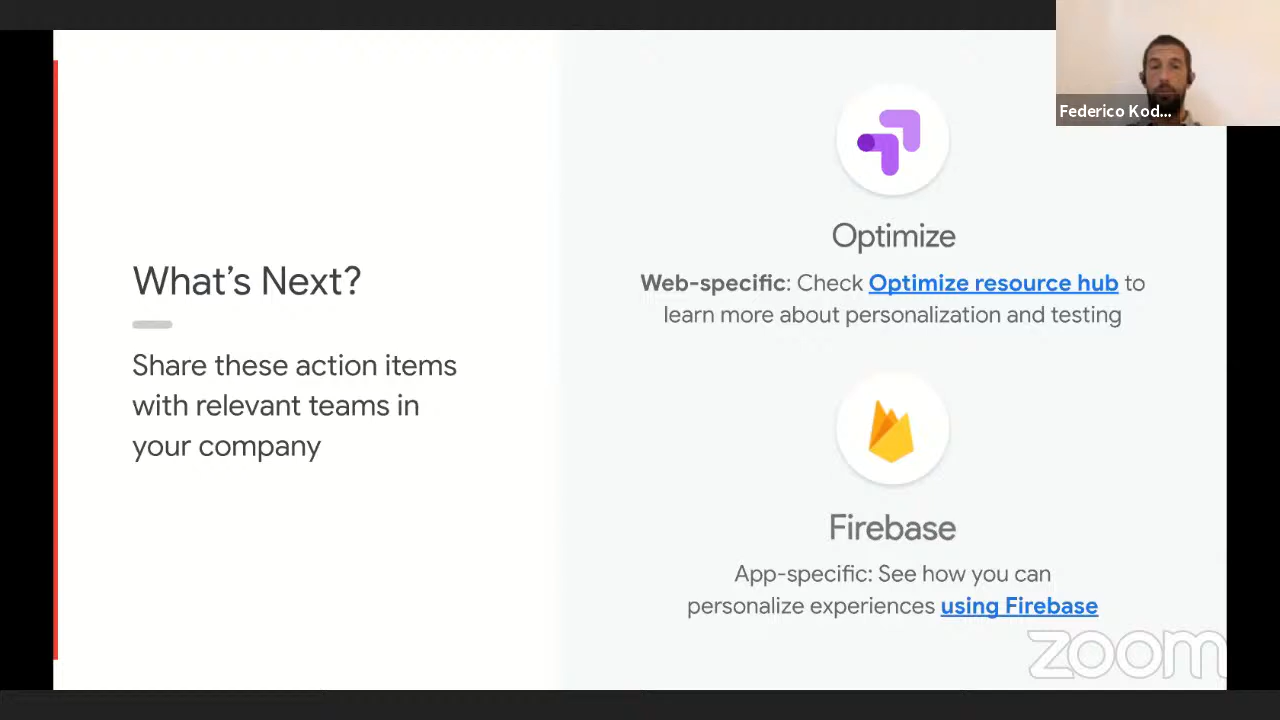 Federico Kod...
What's Next?
Share these action items
with relevant teams in
your company
Optimize
Web-specific: Check Optimize resource hub to
learn more about personalization and testing
Firebase
App-specific: See how you can
personalize experiences using Firebase
zoom